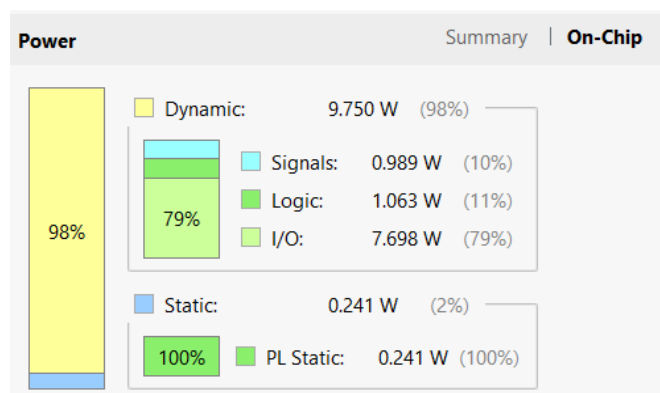 Power Summary | On-Chip
Dynamic: 9.750 W (98%)
Signals: 0.989 W (10%)
Logic: 1.063 W (11%)
79%
I/O: 7.698 W (79%)
98%
Static: 0.241 W (2%)
100% PL Static: 0.241 W (100%)